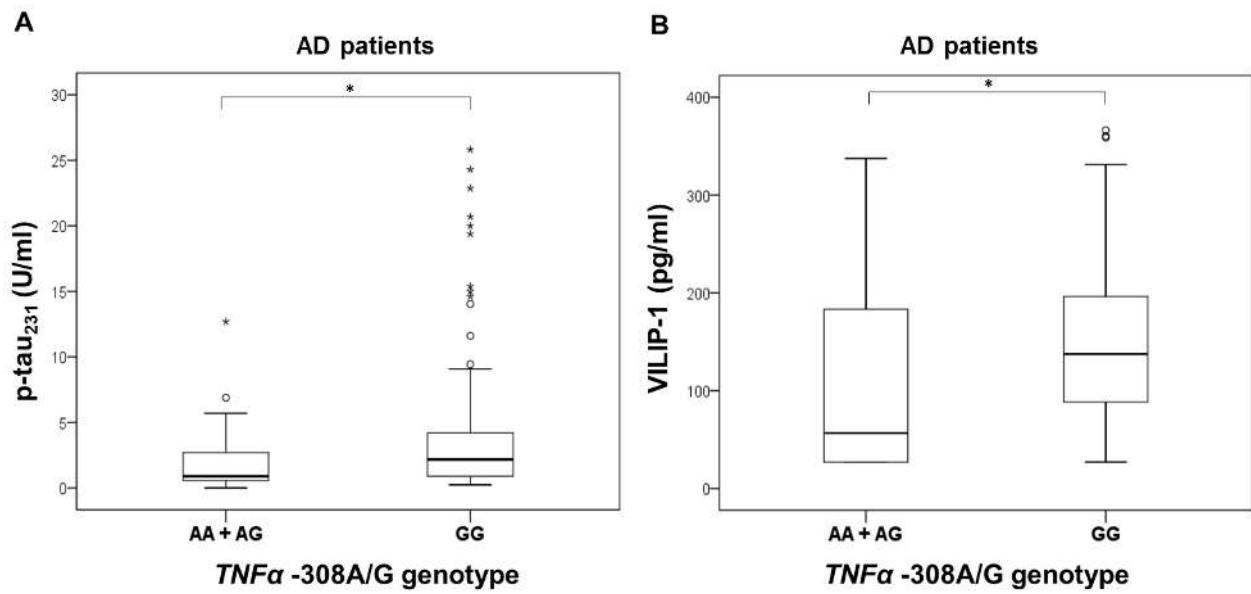 A
AD patients
*
30
25
20
15
10
5
0
p-tau231 (U/ml)
AA + AG
GG
TNFα -308A/G genotype
B
AD patients
*
400
300
200
100
0
VILIP-1 (pg/ml)
AA + AG
GG
TNFα -308A/G genotype